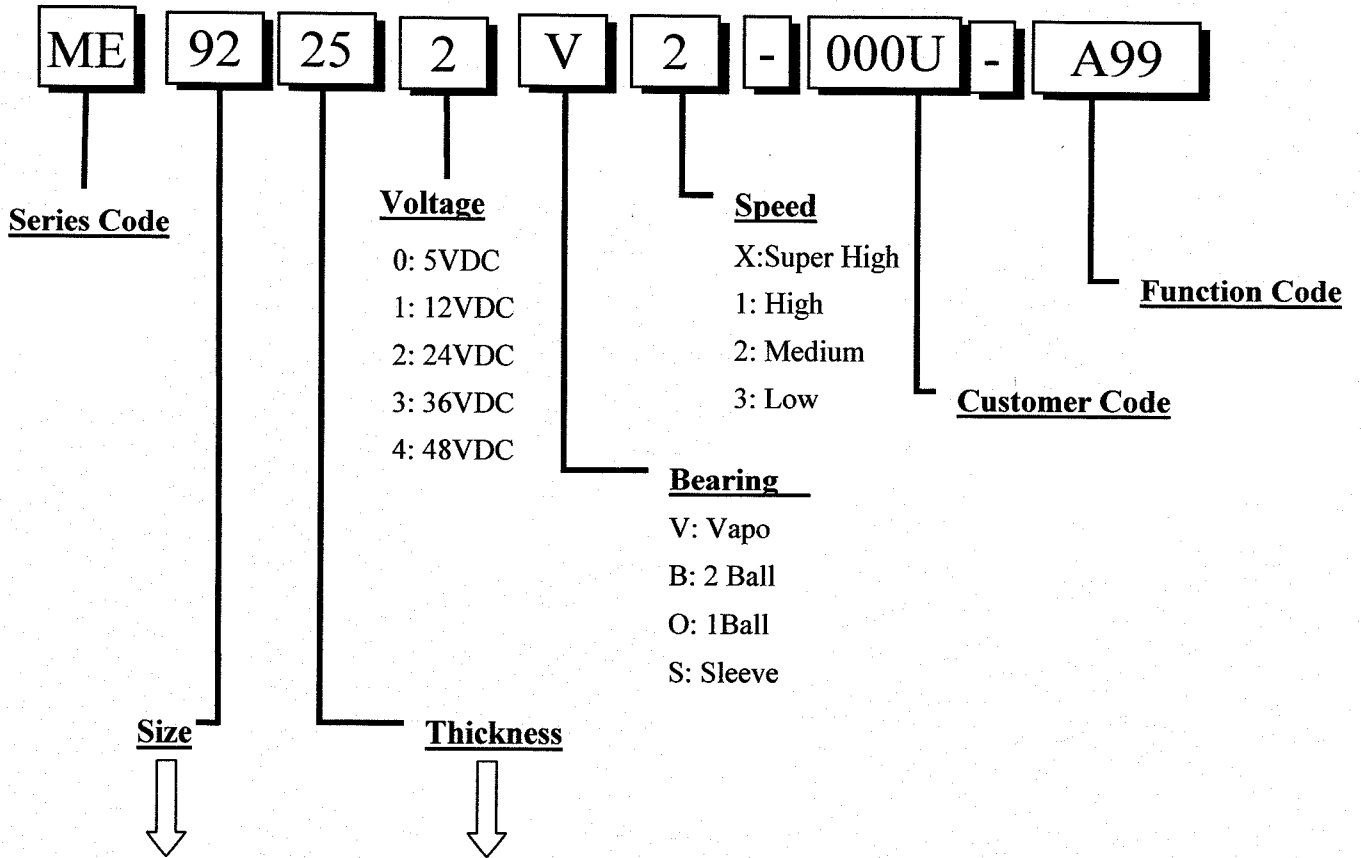 ME 92 25 2 V 2 - 000U - A99
Series Code
Voltage
0: 5VDC
1: 12VDC
2: 24VDC
3: 36VDC
4: 48VDC
Speed
X:Super High
1: High
2: Medium
3: Low
Function Code
Customer Code
Bearing
V: Vapo
B: 2 Ball
O: 1Ball
S: Sleeve
Size
Thickness